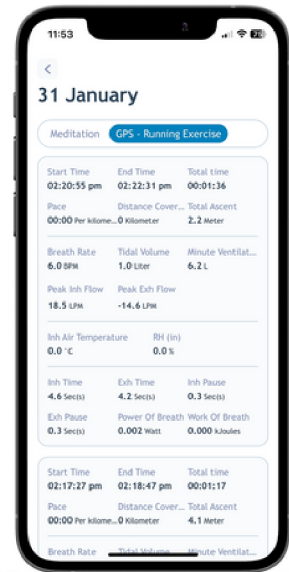 11:53
31 January
Meditation GPS - Running Exercise
Start Time End Time Total time
02:20:55 pm 02:22:31 pm 00:01:36
Pace Distance Cover... Total Ascent
00:00 Per kilome... 0 Kilometer 2.2 Meter
Breath Rate Tidal Volume Minute Ventilat...
6.0 BPM 1.0 Liter 6.2 L
Peak Inh Flow Peak Exh Flow
18.5 LPM -14.6 LPM
Inh Air Temperature RH (in)
0.0 °C 0.0 %
Inh Time Exh Time Inh Pause
4.6 Sec(s) 4.2 Sec(s) 0.3 Sec(s)
Exh Pause Power Of Breath Work Of Breath
0.3 Sec(s) 0.002 Watt 0.000 kJoules
Start Time End Time Total time
02:17:27 pm 02:18:47 pm 00:01:17
Pace Distance Cover... Total Ascent
00:00 Per kilome... 0 Kilometer 4.1 Meter
Breath Rate Tidal Volume Minute Ventilat...